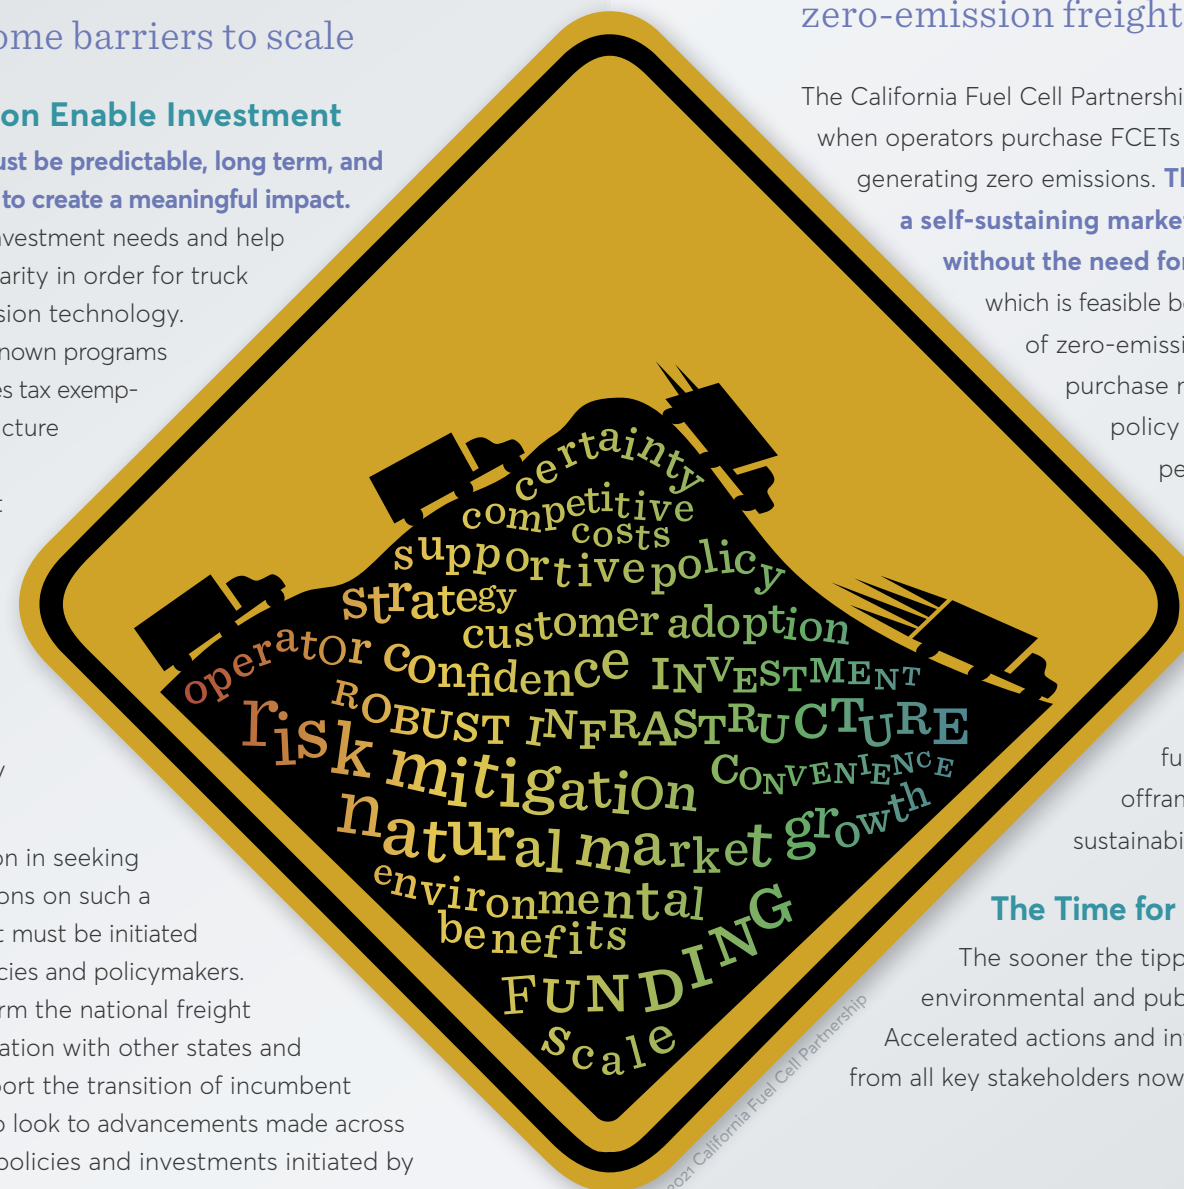 ome barriers to scale
on Enable Investment
ust be predictable, long term, and
to create a meaningful impact.
nvestment needs and help
arity in order for truck
sion technology.
nown programs
es tax exemp-
cture
t
y
on in seeking
ons on such a
t must be initiated
cies and policymakers.
rm the national freight
ation with other states and
port the transition of incumbent
o look to advancements made across
policies and investments initiated by
certainty
competitive
costs
supportive policy
strategy
customer adoption
operator confidence INVESTMENT
ROBUST INFRASTRUCTURE
risk mitigation CONVENIENCE
natural market growth
environmental
benefits
FUNDING
scale
2021 California Fuel Cell Partnership
zero-emission freight
The California Fuel Cell Partnershi
when operators purchase FCETs
generating zero emissions. Th
a self-sustaining market
without the need for
which is feasible be
of zero-emissi
purchase
policy
pe
fu
offram
sustainabi
The Time for
The sooner the tipp
environmental and pub
Accelerated actions and in
from all key stakeholders now